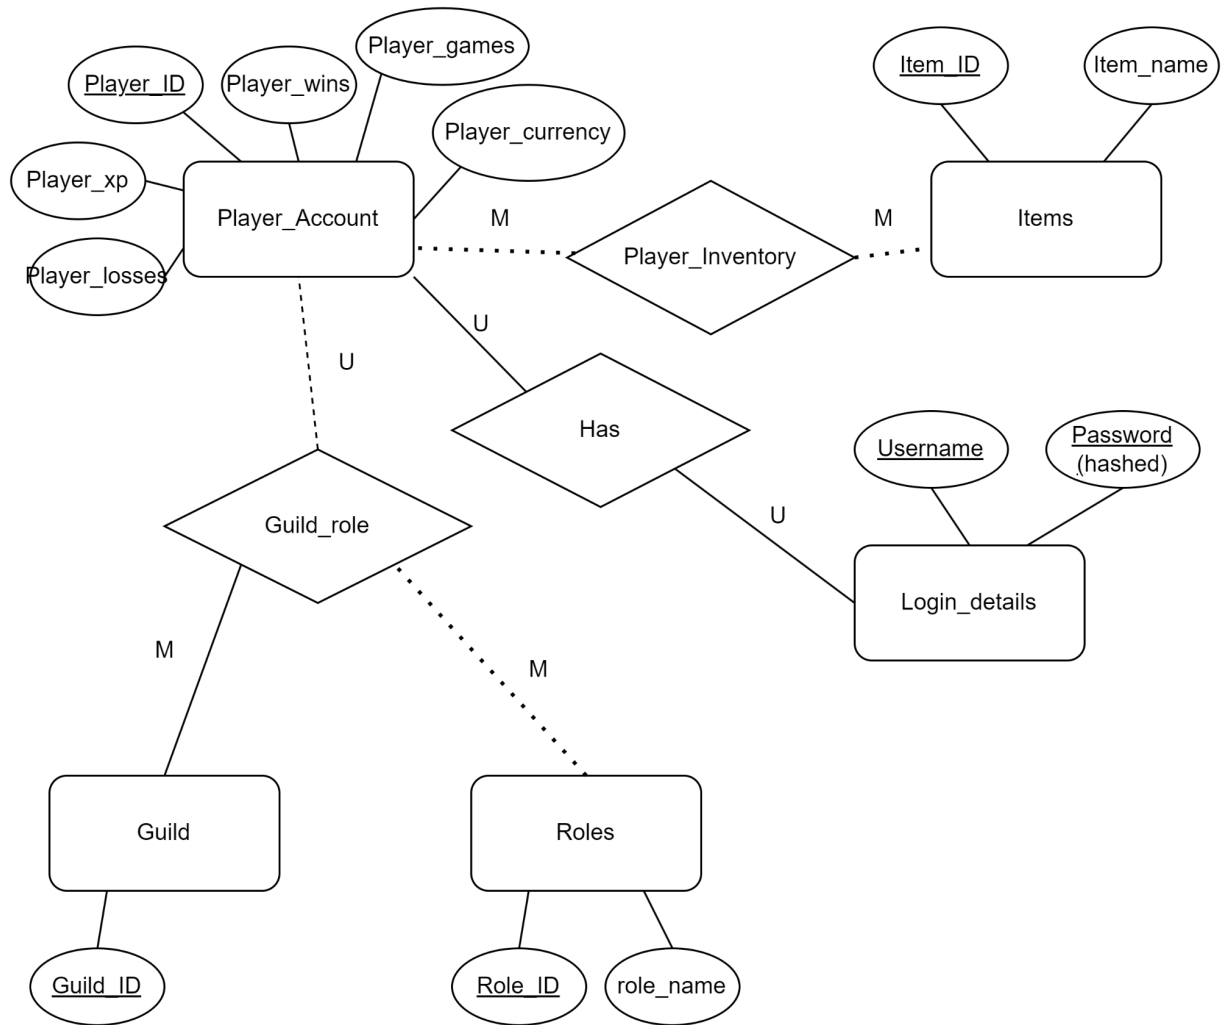 Player_games
Player_ID
Player_wins
Item_ID
Item_name
Player_currency
Player_xp
Player_Account
M
M
Items
Player_Inventory
Player_losses
U
U
Has
Username
Password
(hashed)
U
Guild_role
Login_details
M
M
Guild
Roles
Guild_ID
Role_ID
role_name